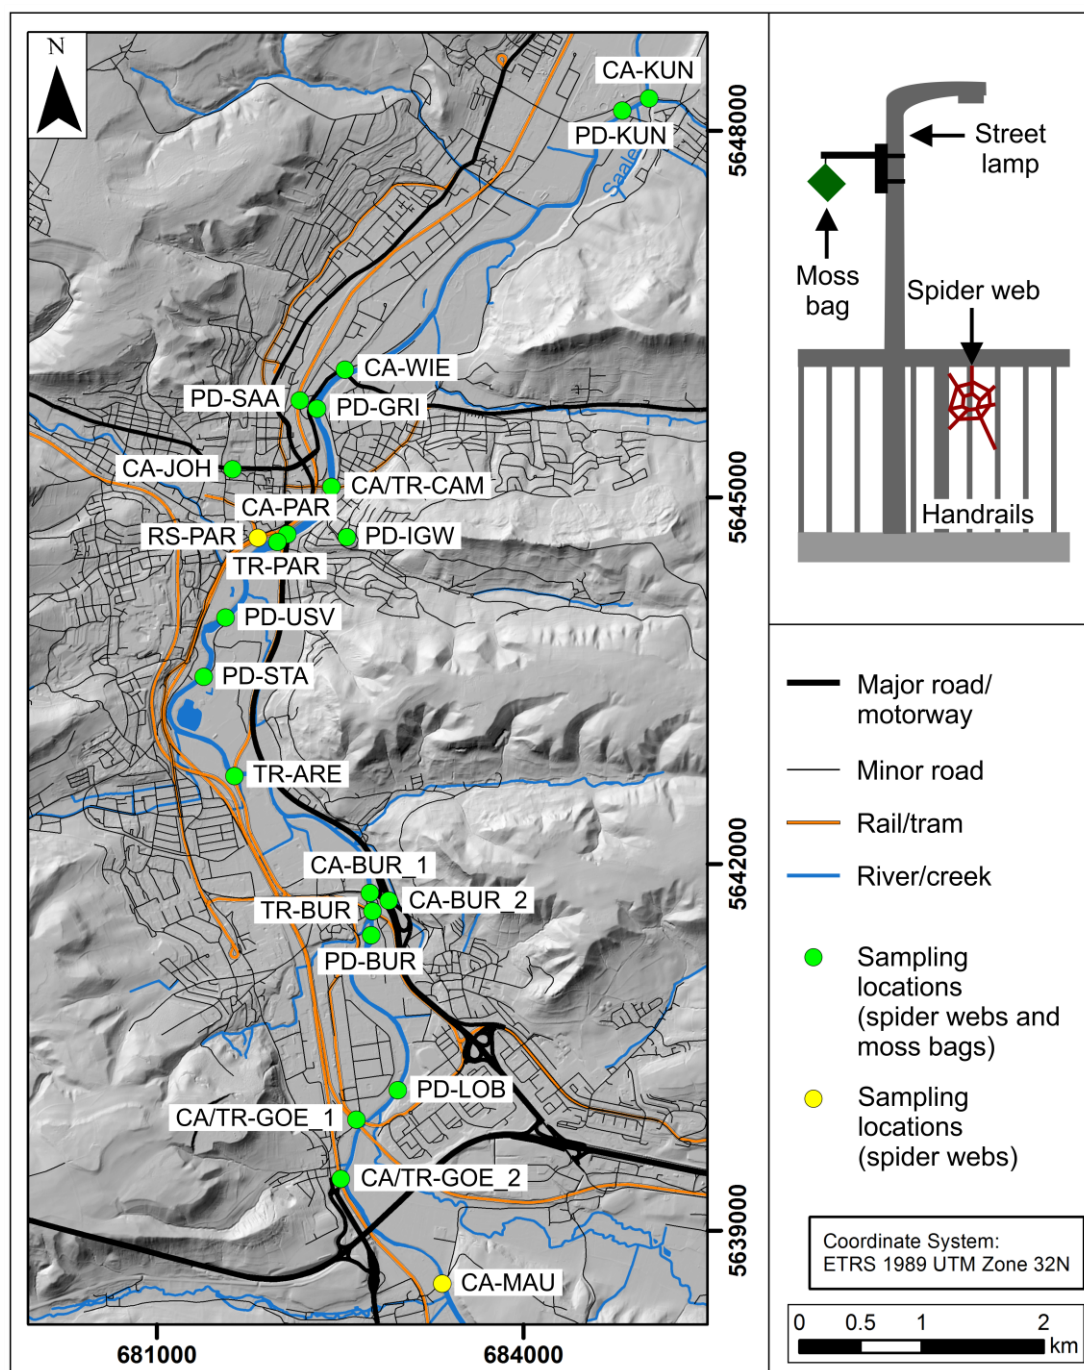 N
CA-KUN
PD-KUN
Saale
5648000
CA-WIE
PD-SAA
PD-GRI
CA-JOH
CA/TR-CAM
CA-PAR
5645000
RS-PAR
PD-IGW
TR-PAR
PD-USV
PD-STA
TR-ARE
CA-BUR_1
5642000
CA-BUR_2
TR-BUR
PD-BUR
PD-LOB
CA/TR-GOE_1
CA/TR-GOE_2
5639000
CA-MAU
681000
684000
Street
lamp
Moss
bag
Spider web
Handrails
Major road/
motorway
Minor road
Rail/tram
River/creek
Sampling
locations
(spider webs and
moss bags)
Sampling
locations
(spider webs)
Coordinate System:
ETRS 1989 UTM Zone 32N
0 0.5 1 2
km